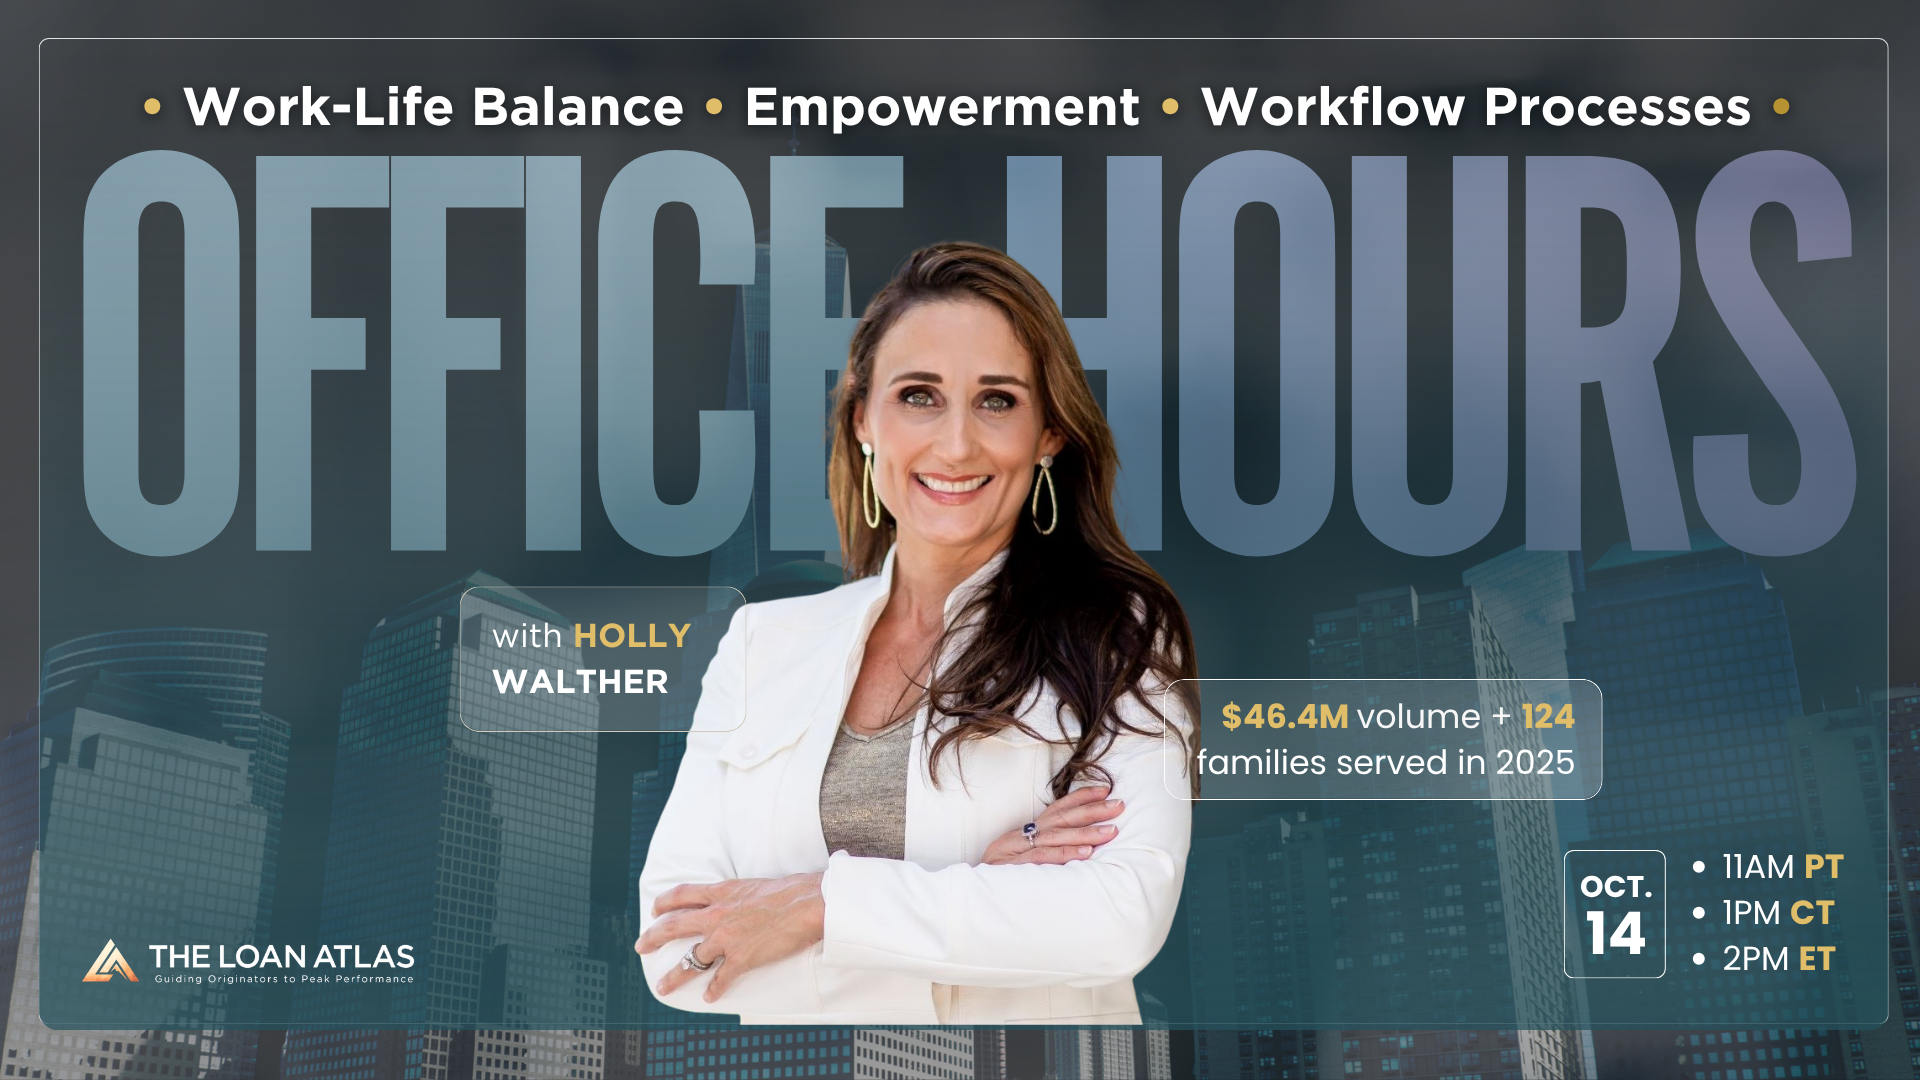 • Work-Life Balance • Empowerment • Workflow Processes •
OFFICE HOURS
with HOLLY
WALTHER
$46.4M volume + 124
families served in 2025
OCT.
14
• 11AM PT
• 1PM CT
• 2PM ET
THE LOAN ATLAS
Guiding Originators to Peak Performance